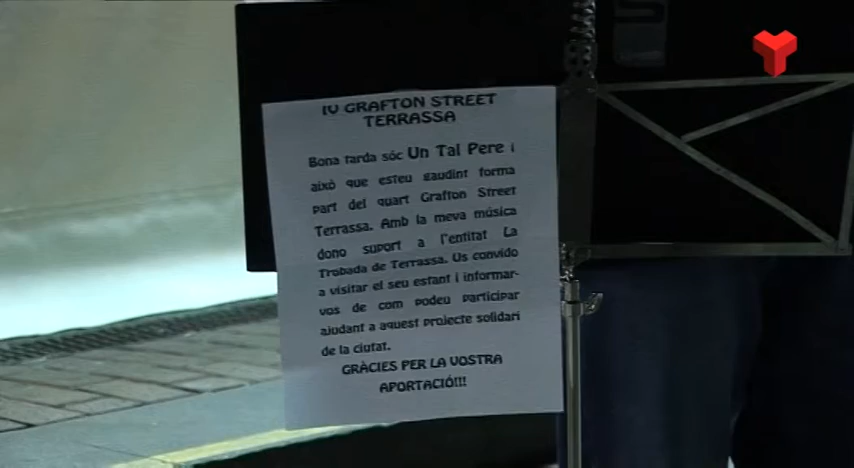 IV GRAFTON STREET
TERRASSA
Bona tarda sóc Un Tal Pere i
això que esteu gaudint forma
part del quart Grafton Street
Terrassa. Amb la meva música
dono suport a l'entitat La
Trobada de Terrassa. Us convido
a visitar el seu estant i informar-
vos de com podeu participar
ajudant a aquest projecte solidari
de la ciutat.
GRÀCIES PER LA VOSTRA
APORTACIÓ!!!